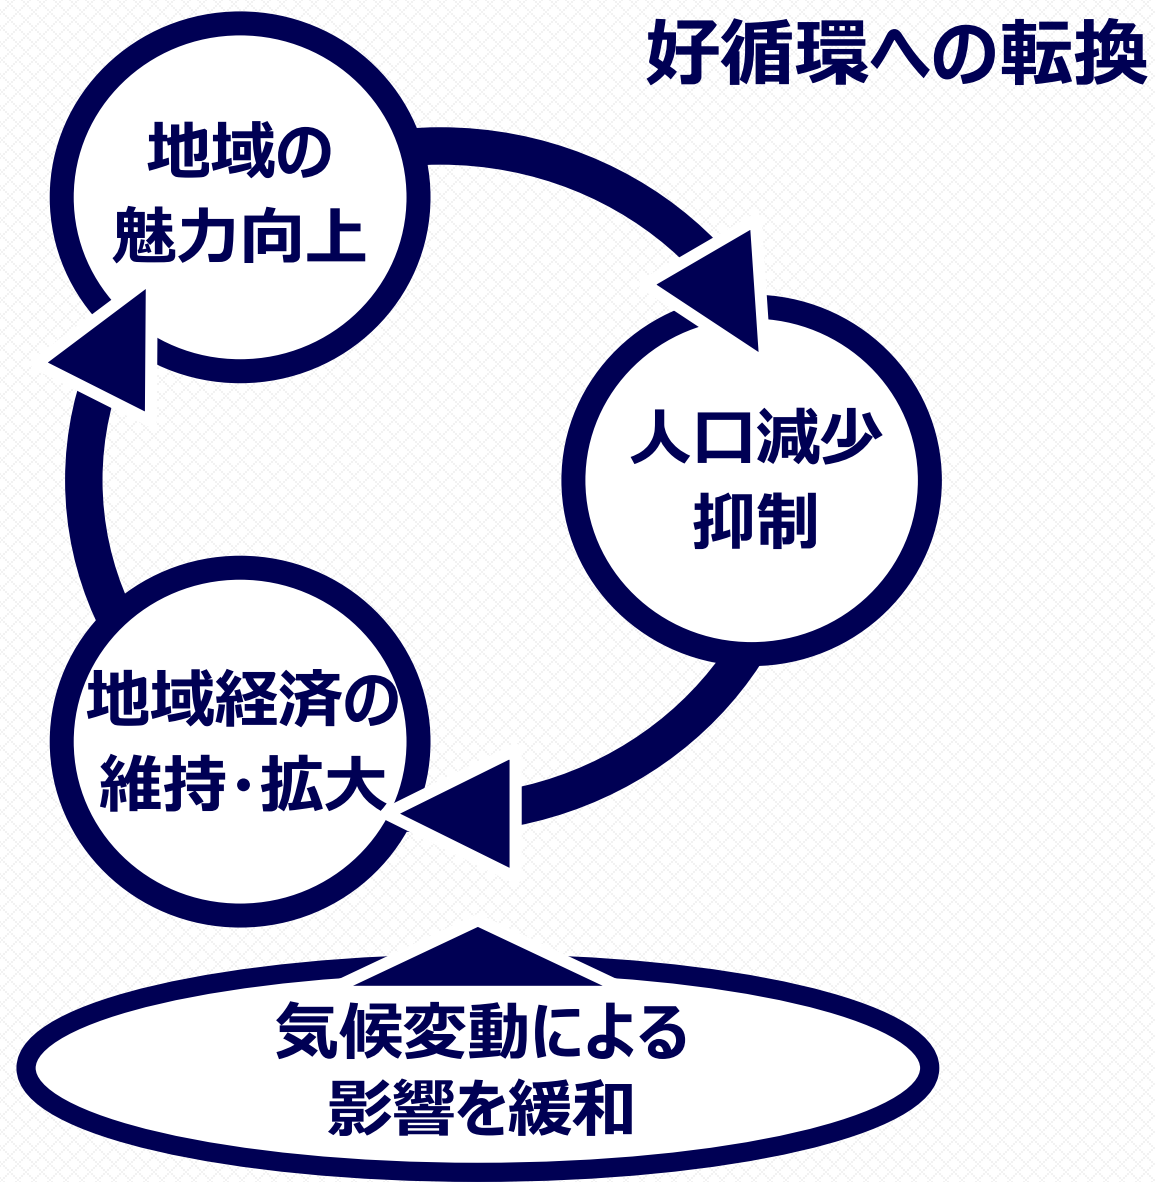 好循環への転換
地域の
魅力向上
人口減少
抑制
地域経済の
維持・拡大
気候変動による
影響を緩和